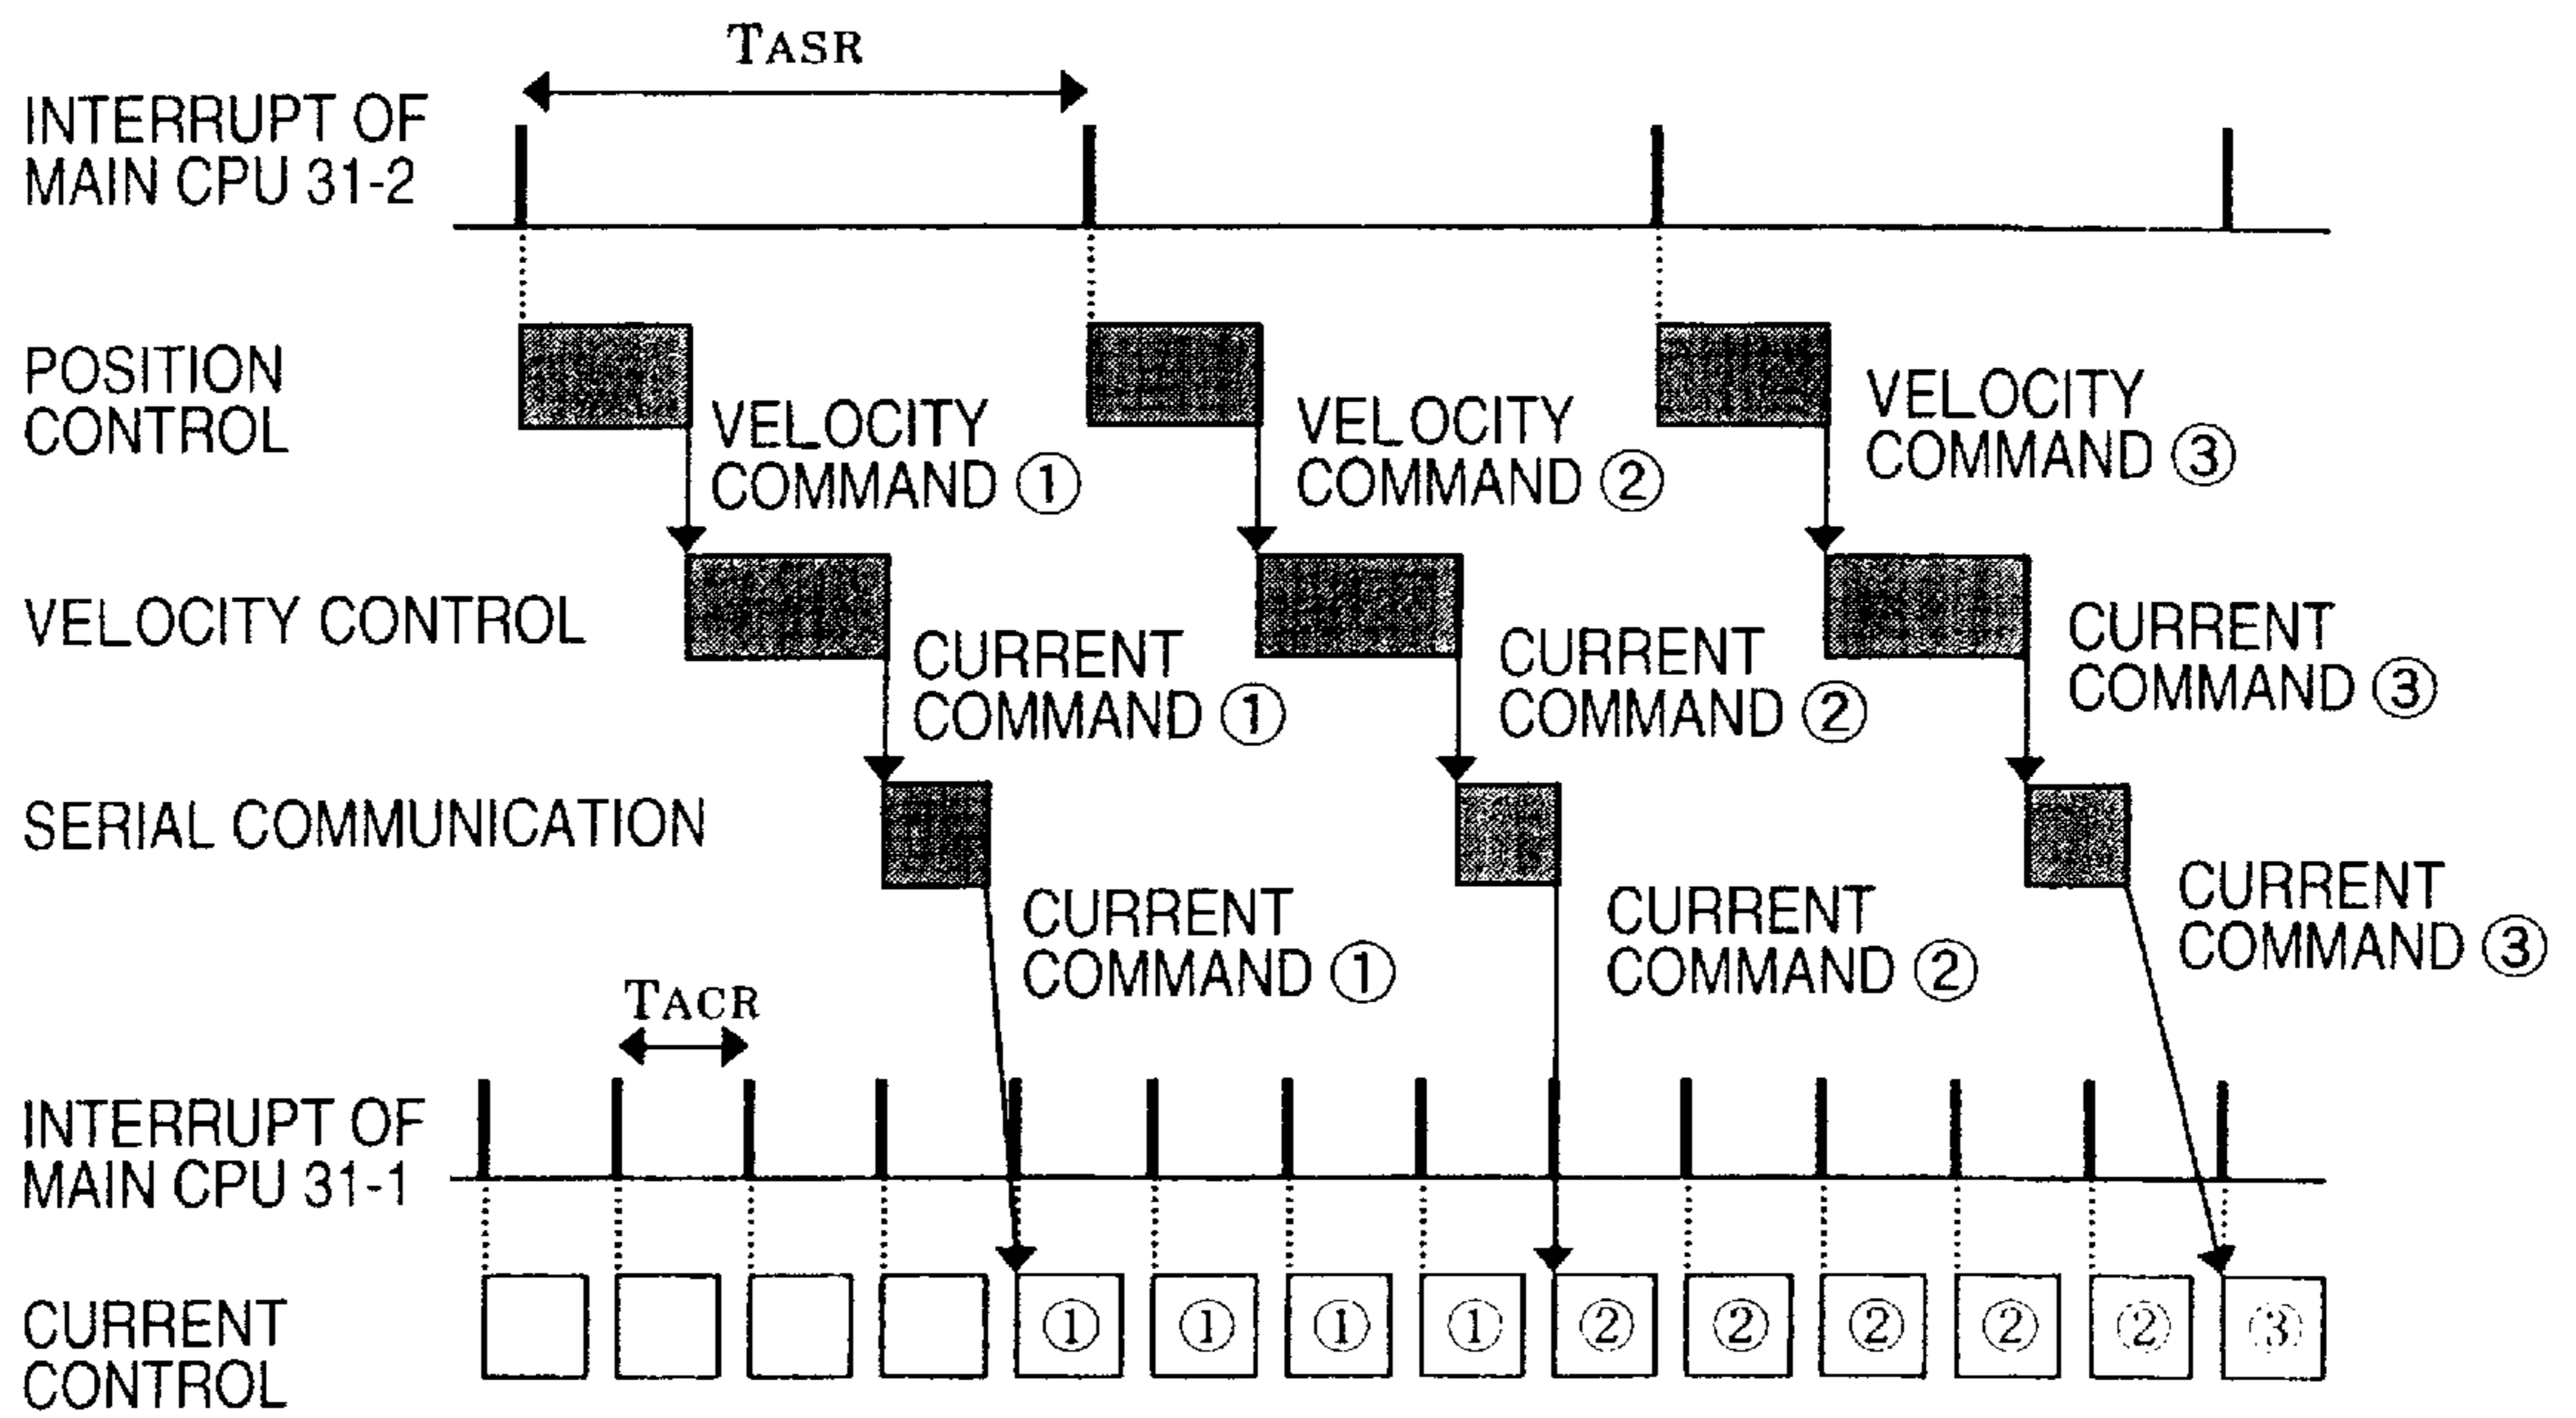 TASR
INTERRUPT OF
MAIN CPU 31-2
POSITION
CONTROL
VELOCITY
COMMAND ①
VELOCITY
COMMAND ②
VELOCITY
COMMAND ③
VELOCITY CONTROL
CURRENT
COMMAND ①
CURRENT
COMMAND ②
CURRENT
COMMAND ③
SERIAL COMMUNICATION
CURRENT
COMMAND ①
CURRENT
COMMAND ②
CURRENT
COMMAND ③
TACR
INTERRUPT OF
MAIN CPU 31-1
CURRENT
CONTROL
① ① ① ① ② ② ② ② ② ③